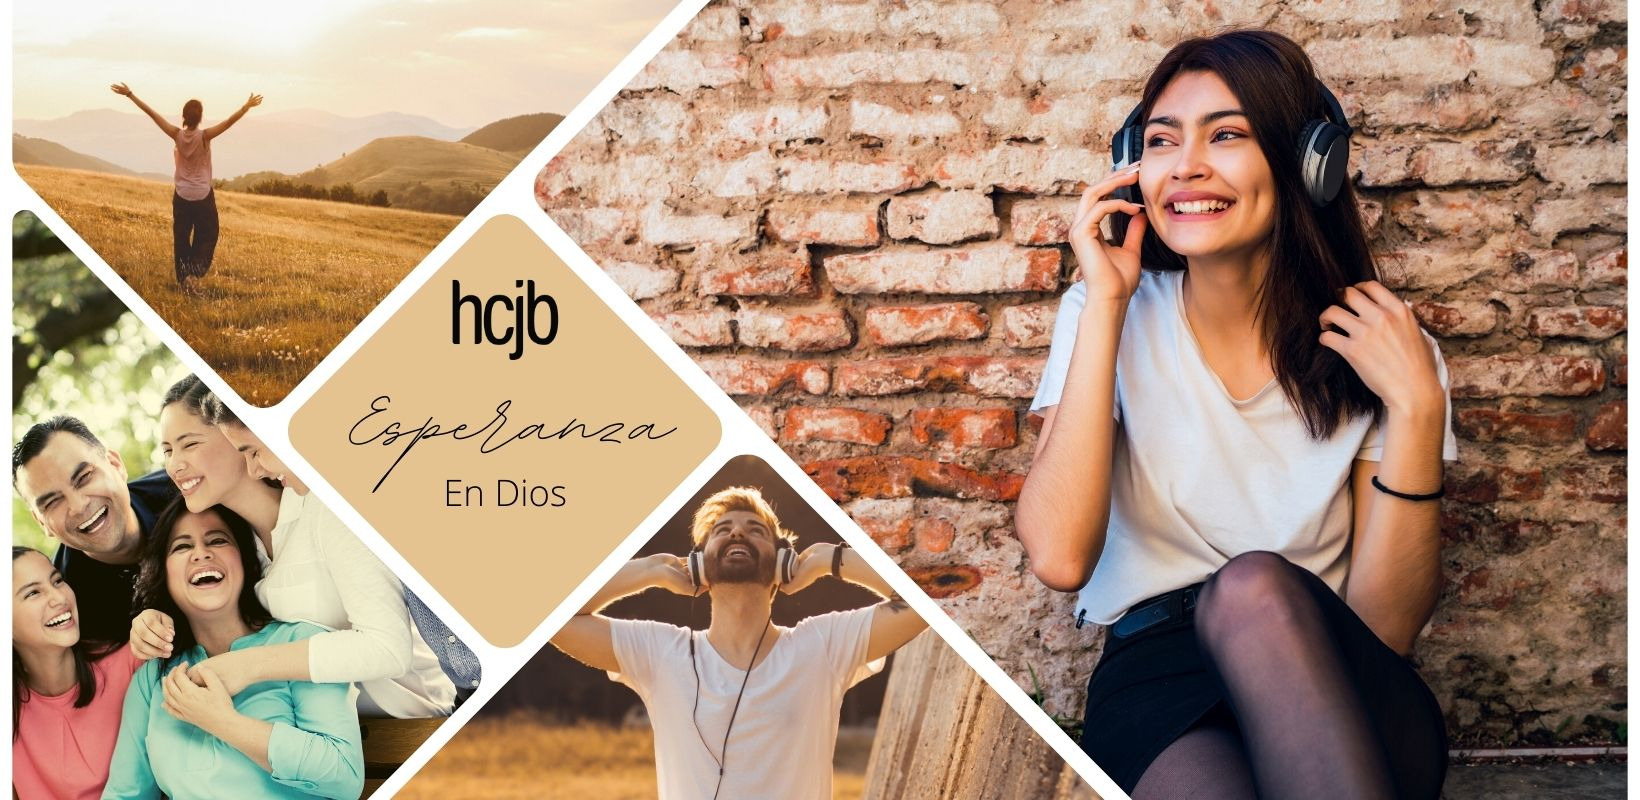 hcjb
Esperanza
En Dios